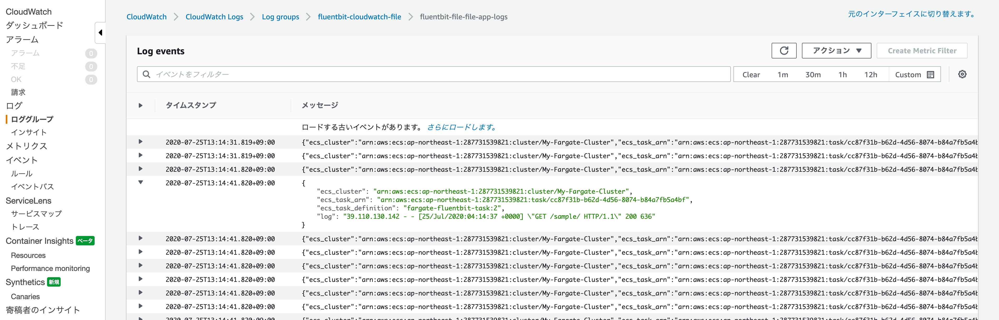 CloudWatch
ダッシュボード
アラーム
アラーム 0
不足 0
OK 0
請求
ログ
ロググループ
インサイト
メトリクス
イベント
ルール
イベントバス
ServiceLens
サービスマップ
トレース
Container Insights ベータ
Resources
Performance monitoring
Synthetics 新規
Canaries
寄稿者のインサイト
CloudWatch > CloudWatch Logs > Log groups > fluentbit-cloudwatch-file > fluentbit-file-file-app-logs
元のインターフェイスに切り替えます。
Log events
アクション ▼
Create Metric Filter
イベントをフィルター
Clear 1m 30m 1h 12h Custom
タイムスタンプ メッセージ
ロードする古いイベントがあります。 さらにロードします。
2020-07-25T13:14:31.819+09:00 {"ecs_cluster":"arn:aws:ecs:ap-northeast-1:287731539821:cluster/My-Fargate-Cluster","ecs_task_arn":"arn:aws:ecs:ap-northeast-1:287731539821:task/cc87f31b-b62d-4d56-8074-b84a7fb5a4b
2020-07-25T13:14:31.819+09:00 {"ecs_cluster":"arn:aws:ecs:ap-northeast-1:287731539821:cluster/My-Fargate-Cluster","ecs_task_arn":"arn:aws:ecs:ap-northeast-1:287731539821:task/cc87f31b-b62d-4d56-8074-b84a7fb5a4b
2020-07-25T13:14:41.820+09:00 {"ecs_cluster":"arn:aws:ecs:ap-northeast-1:287731539821:cluster/My-Fargate-Cluster","ecs_task_arn":"arn:aws:ecs:ap-northeast-1:287731539821:task/cc87f31b-b62d-4d56-8074-b84a7fb5a4b
2020-07-25T13:14:41.820+09:00 {
"ecs_cluster": "arn:aws:ecs:ap-northeast-1:287731539821:cluster/My-Fargate-Cluster",
"ecs_task_arn": "arn:aws:ecs:ap-northeast-1:287731539821:task/cc87f31b-b62d-4d56-8074-b84a7fb5a4bf",
"ecs_task_definition": "fargate-fluentbit-task:2",
"log": "39.110.130.142 - - [25/Jul/2020:04:14:37 +0000] \"GET /sample/ HTTP/1.1\" 200 636"
}
2020-07-25T13:14:41.820+09:00 {"ecs_cluster":"arn:aws:ecs:ap-northeast-1:287731539821:cluster/My-Fargate-Cluster","ecs_task_arn":"arn:aws:ecs:ap-northeast-1:287731539821:task/cc87f31b-b62d-4d56-8074-b84a7fb5a4b
2020-07-25T13:14:41.820+09:00 {"ecs_cluster":"arn:aws:ecs:ap-northeast-1:287731539821:cluster/My-Fargate-Cluster","ecs_task_arn":"arn:aws:ecs:ap-northeast-1:287731539821:task/cc87f31b-b62d-4d56-8074-b84a7fb5a4b
2020-07-25T13:14:41.820+09:00 {"ecs_cluster":"arn:aws:ecs:ap-northeast-1:287731539821:cluster/My-Fargate-Cluster","ecs_task_arn":"arn:aws:ecs:ap-northeast-1:287731539821:task/cc87f31b-b62d-4d56-8074-b84a7fb5a4b
2020-07-25T13:14:41.820+09:00 {"ecs_cluster":"arn:aws:ecs:ap-northeast-1:287731539821:cluster/My-Fargate-Cluster","ecs_task_arn":"arn:aws:ecs:ap-northeast-1:287731539821:task/cc87f31b-b62d-4d56-8074-b84a7fb5a4b
2020-07-25T13:14:41.820+09:00 {"ecs_cluster":"arn:aws:ecs:ap-northeast-1:287731539821:cluster/My-Fargate-Cluster","ecs_task_arn":"arn:aws:ecs:ap-northeast-1:287731539821:task/cc87f31b-b62d-4d56-8074-b84a7fb5a4b
2020-07-25T13:14:41.820+09:00 {"ecs_cluster":"arn:aws:ecs:ap-northeast-1:287731539821:cluster/My-Fargate-Cluster","ecs_task_arn":"arn:aws:ecs:ap-northeast-1:287731539821:task/cc87f31b-b62d-4d56-8074-b84a7fb5a4b